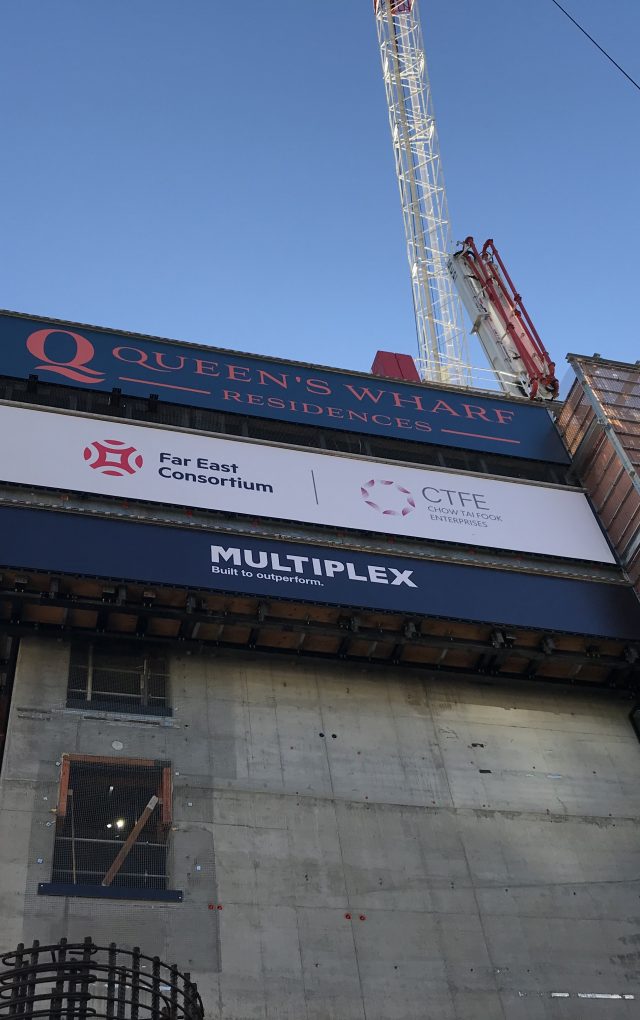 Q QUEEN'S WHARF
RESIDENCES
Far East
Consortium
CTFE
CHOW TAI FOOK
ENTERPRISES
MULTIPLEX
Built to outperform.